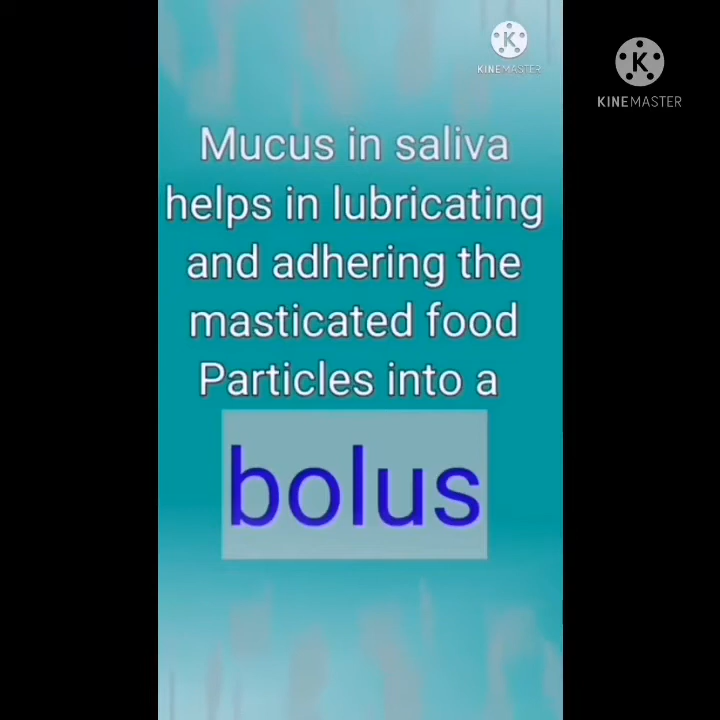 KINEMASTER
KINEMASTER
Mucus in saliva
helps in lubricating
and adhering the
masticated food
Particles into a
bolus